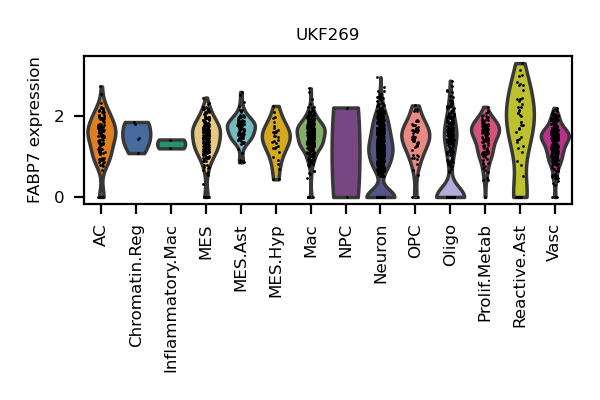 UKF269
FABP7 expression
2
0
AC
Chromatin.Reg
Inflammatory.Mac
MES
MES.Ast
MES.Hyp
Mac
NPC
Neuron
OPC
Oligo
Prolif.Metab
Reactive.Ast
Vasc